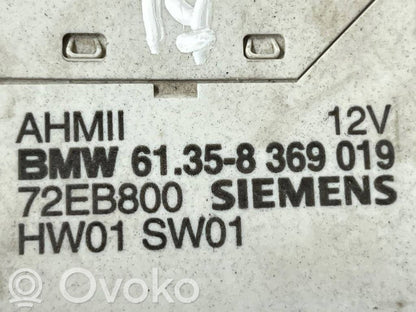 AHMII 12V
BMW 61.35-8 369 019
72EB800 SIEMENS
HW01 SW01
Ovoko